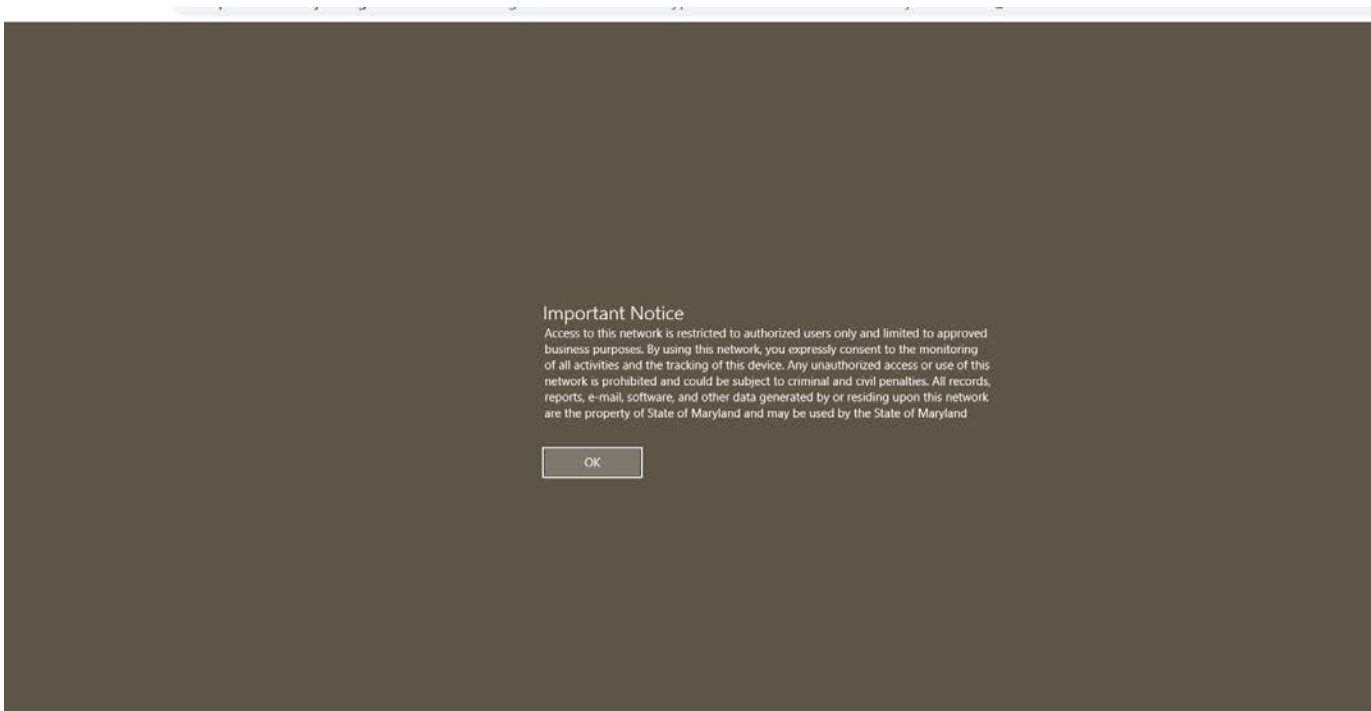 Important Notice
Access to this network is restricted to authorized users only and limited to approved
business purposes. By using this network, you expressly consent to the monitoring
of all activities and the tracking of this device. Any unauthorized access or use of this
network is prohibited and could be subject to criminal and civil penalties. All records,
reports, e-mail, software, and other data generated by or residing upon this network
are the property of State of Maryland and may be used by the State of Maryland
OK